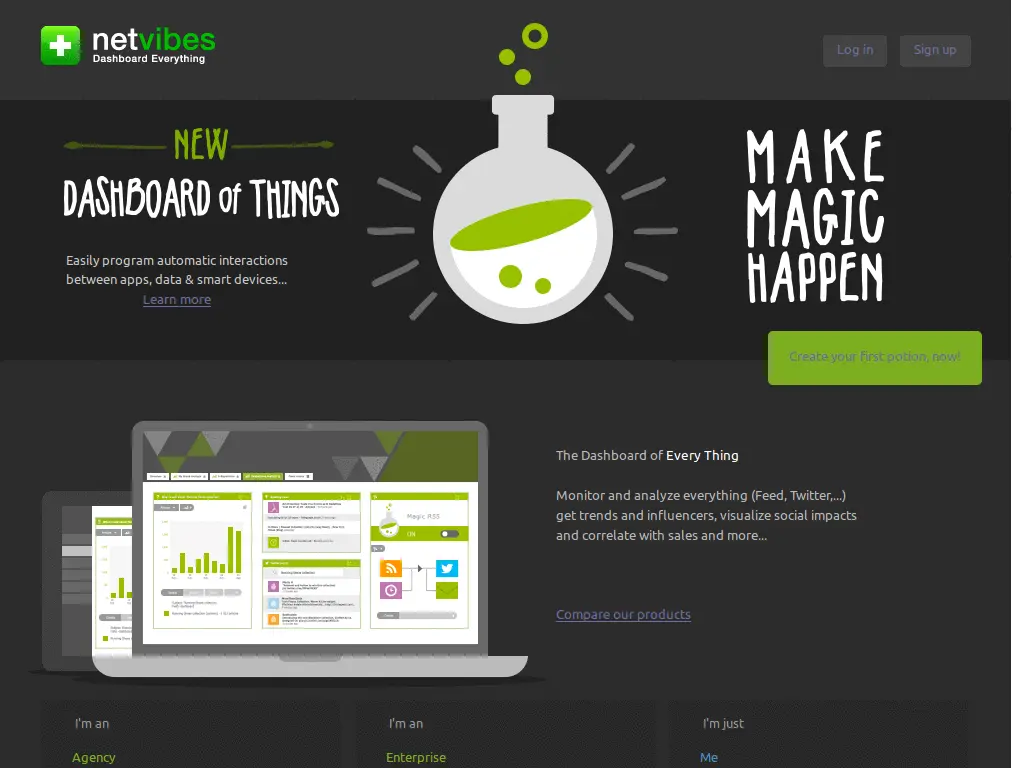 netvibes
Dashboard Everything
Log in
Sign up
NEW
DASHBOARD of THINGS
Easily program automatic interactions
between apps, data & smart devices...
Learn more
MAKE
MAGIC
HAPPEN
Create your first potion, now!
Magic RSS
ON
The Dashboard of Every Thing
Monitor and analyze everything (Feed, Twitter,...)
get trends and influencers, visualize social impacts
and correlate with sales and more...
Compare our products
I'm an
Agency
I'm an
Enterprise
I'm just
Me